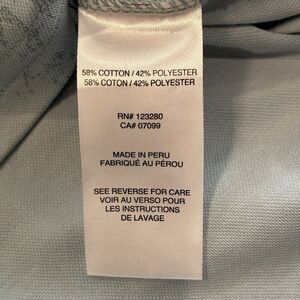 58% COTTON / 42% POLYESTER
58% COTON / 42% POLYESTER
RN# 123280
CA# 07099
MADE IN PERU
FABRIQUÉ AU PÉROU
SEE REVERSE FOR CARE
VOIR AU VERSO POUR
LES INSTRUCTIONS
DE LAVAGE